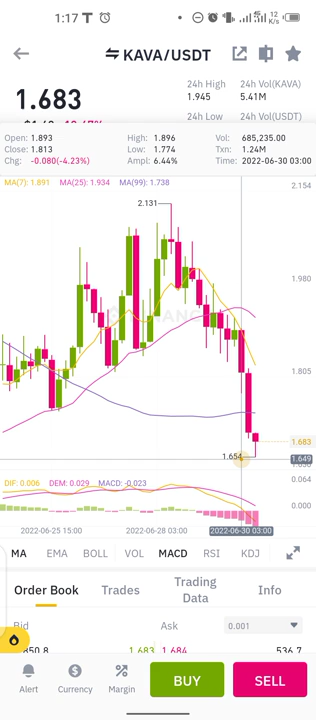 1:17
12 K/s
KAVA/USDT
1.683
24h High
1.945
24h Vol(KAVA)
5.41M
24h Low
24h Vol(USDT)
Open: 1.893
High: 1.896
Vol: 685,235.00
Close: 1.813
Low: 1.774
Txn: 1.24M
Chg: -0.080(-4.23%)
Ampl: 6.44%
Time: 2022-06-30 03:00
MA(7): 1.891
MA(25): 1.934
MA(99): 1.738
2.154
2.131
1.980
1.805
1.683
1.654
1.649
DIF: 0.006
DEM: 0.029
MACD: -0.023
0.064
0.000
2022-06-25 15:00
2022-06-28 03:00
2022-06-30 03:00
MA
EMA
BOLL
VOL
MACD
RSI
KDJ
Order Book
Trades
Trading
Data
Info
Bid
Ask
0.001
850.8
1.683
1.684
536.7
Alert
Currency
Margin
BUY
SELL